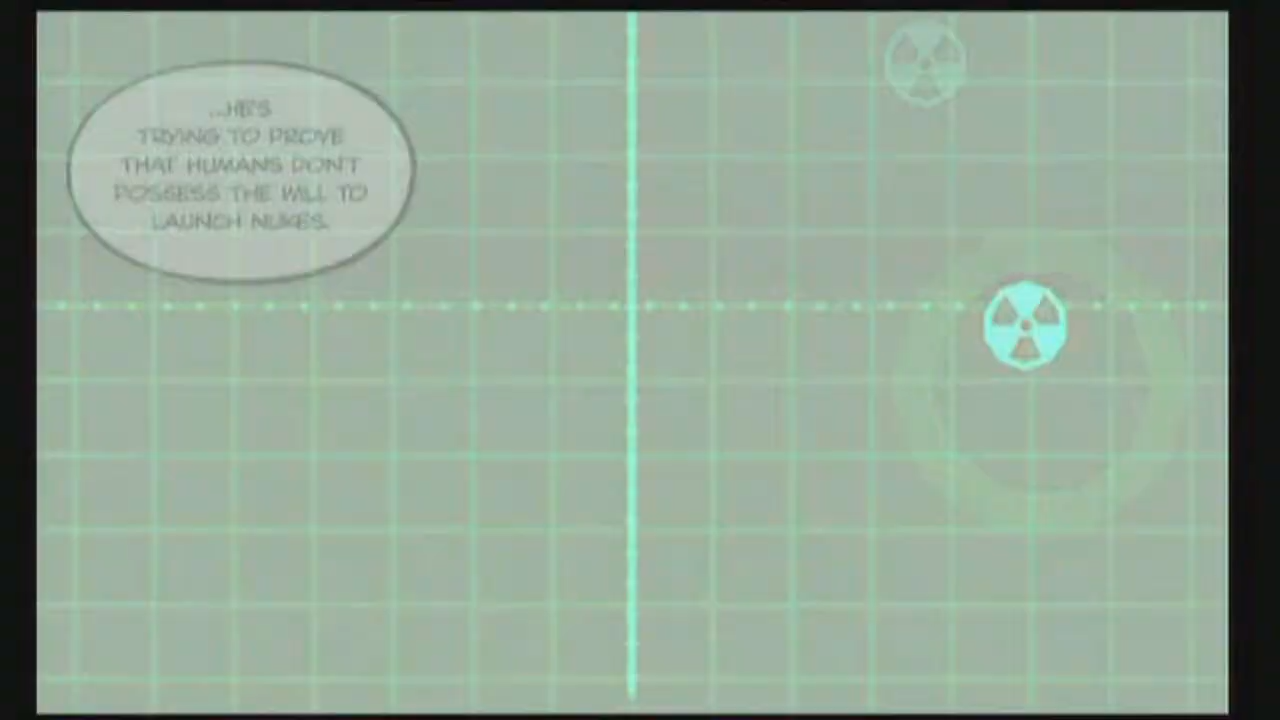 ...HE'S
TRYING TO PROVE
THAT HUMANS DON'T
POSSESS THE WILL TO
LAUNCH NUKES.